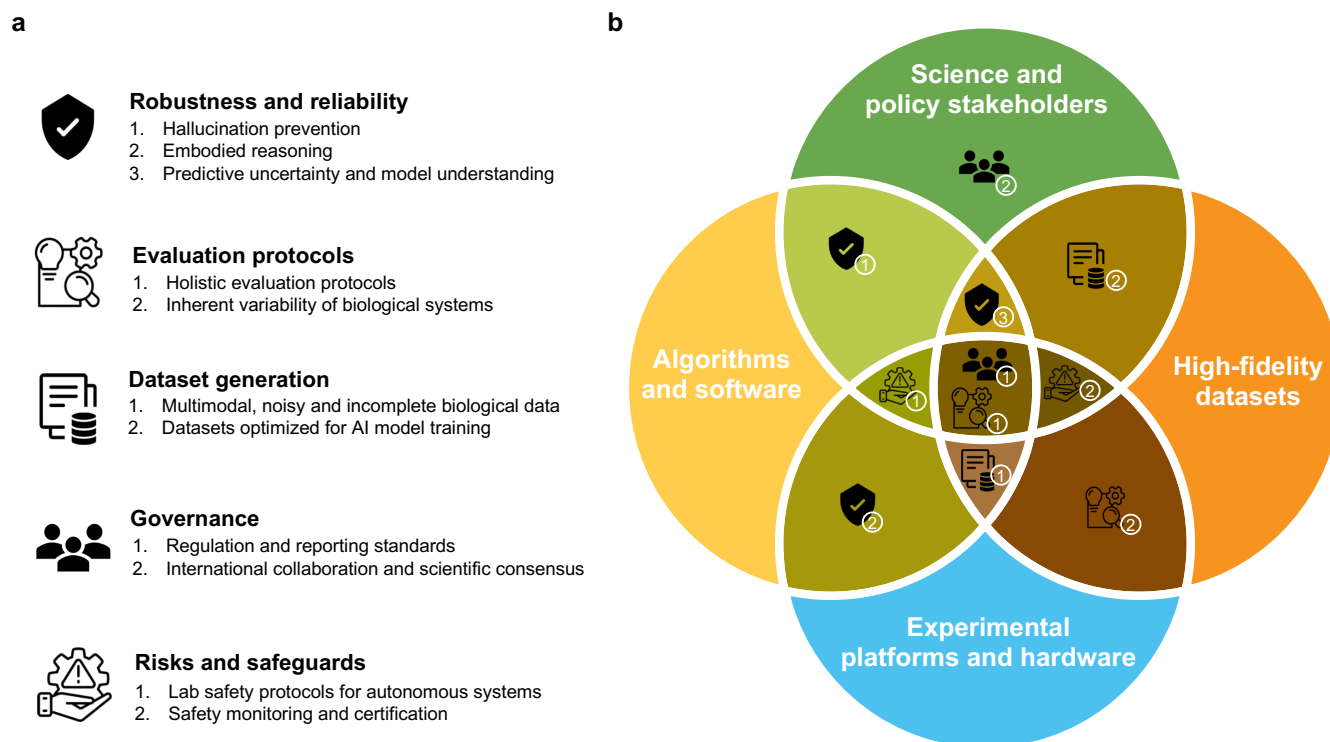 a
Robustness and reliability
1. Hallucination prevention
2. Embodied reasoning
3. Predictive uncertainty and model understanding
Evaluation protocols
1. Holistic evaluation protocols
2. Inherent variability of biological systems
Dataset generation
1. Multimodal, noisy and incomplete biological data
2. Datasets optimized for AI model training
Governance
1. Regulation and reporting standards
2. International collaboration and scientific consensus
Risks and safeguards
1. Lab safety protocols for autonomous systems
2. Safety monitoring and certification
b
Science and
policy stakeholders
2
1
2
3
Algorithms
and software
High-fidelity
datasets
1
1
2
1
1
2
2
Experimental
platforms and hardware